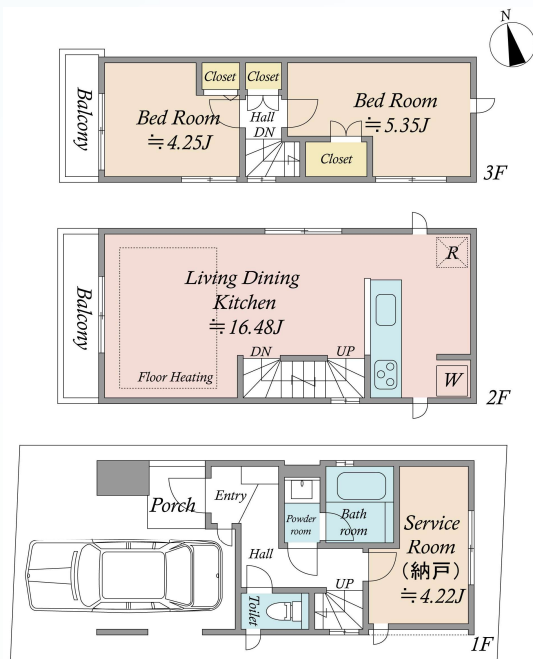 N
Closet
Closet
Balcony
Bed Room
≒4.25J
Hall
DN
Bed Room
≒5.35J
Closet
3F
Balcony
Living Dining
Kitchen
≒16.48J
R
DN
UP
Floor Heating
W
2F
Porch
Entry
Powder
room
Bath
room
Service
Room
(納戸)
≒4.22J
Hall
UP
Toilet
1F